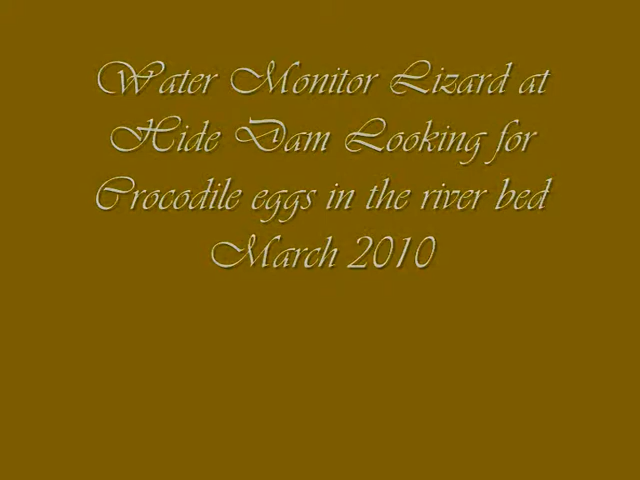 Water Monitor Lizard at
Hide Dam Looking for
Crocodile eggs in the river bed
March 2010